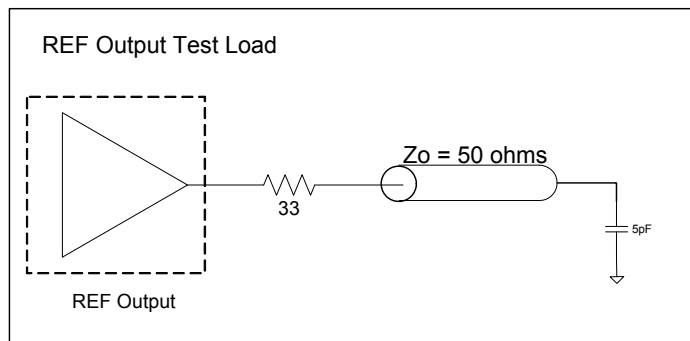 REF Output Test Load
Zo = 50 ohms
33
5pF
REF Output